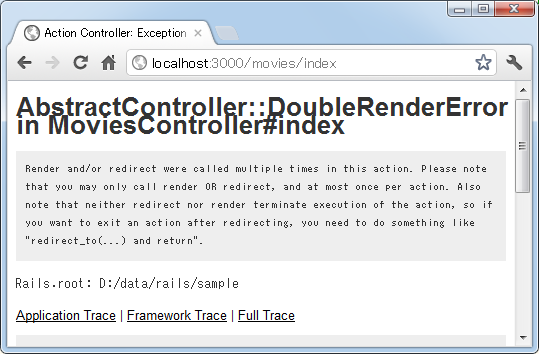 Action Controller: Exception
localhost:3000/movies/index
AbstractController::DoubleRenderError
in MoviesController#index
Render and/or redirect were called multiple times in this action. Please note
that you may only call render OR redirect, and at most once per action. Also
note that neither redirect nor render terminate execution of the action, so if
you want to exit an action after redirecting, you need to do something like
"redirect_to(...) and return".
Rails.root: D:/data/rails/sample
Application Trace | Framework Trace | Full Trace